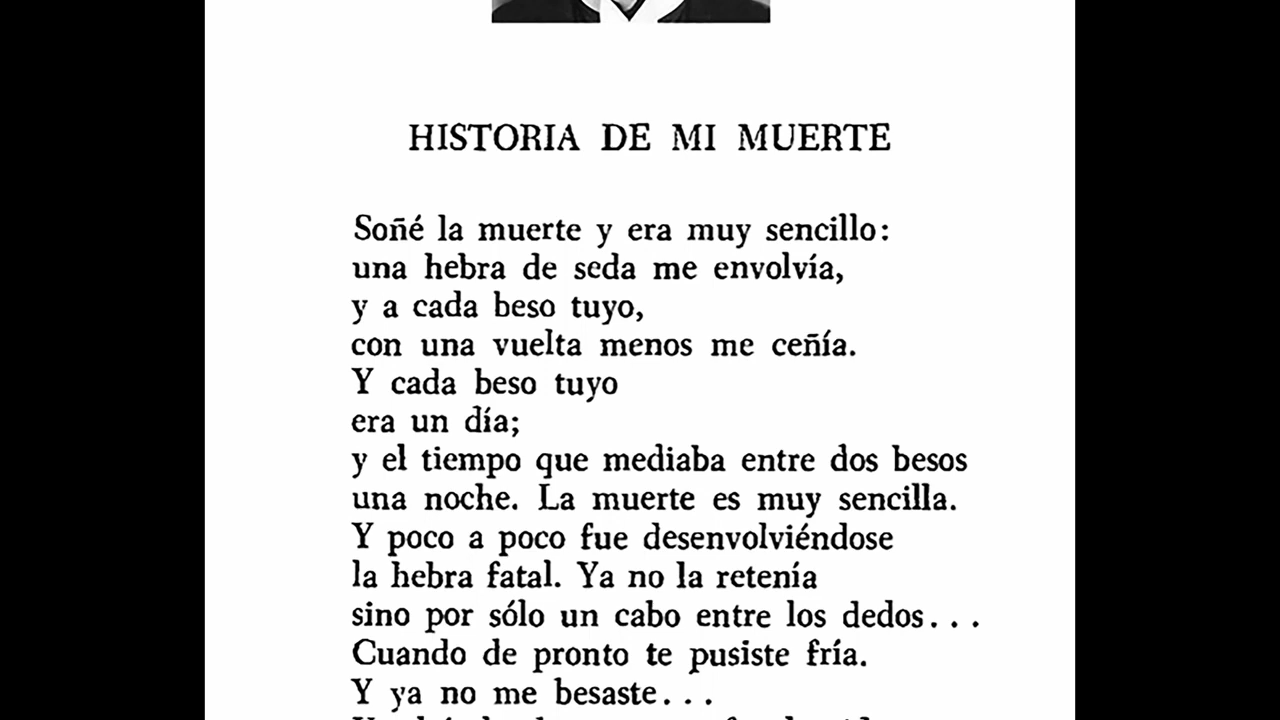 HISTORIA DE MI MUERTE
Soñé la muerte y era muy sencillo:
una hebra de seda me envolvía,
y a cada beso tuyo,
con una vuelta menos me ceñía.
Y cada beso tuyo
era un día;
y el tiempo que mediaba entre dos besos
una noche. La muerte es muy sencilla.
Y poco a poco fue desenvolviéndose
la hebra fatal. Ya no la retenía
sino por sólo un cabo entre los dedos...
Cuando de pronto te pusiste fría.
Y ya no me besaste...